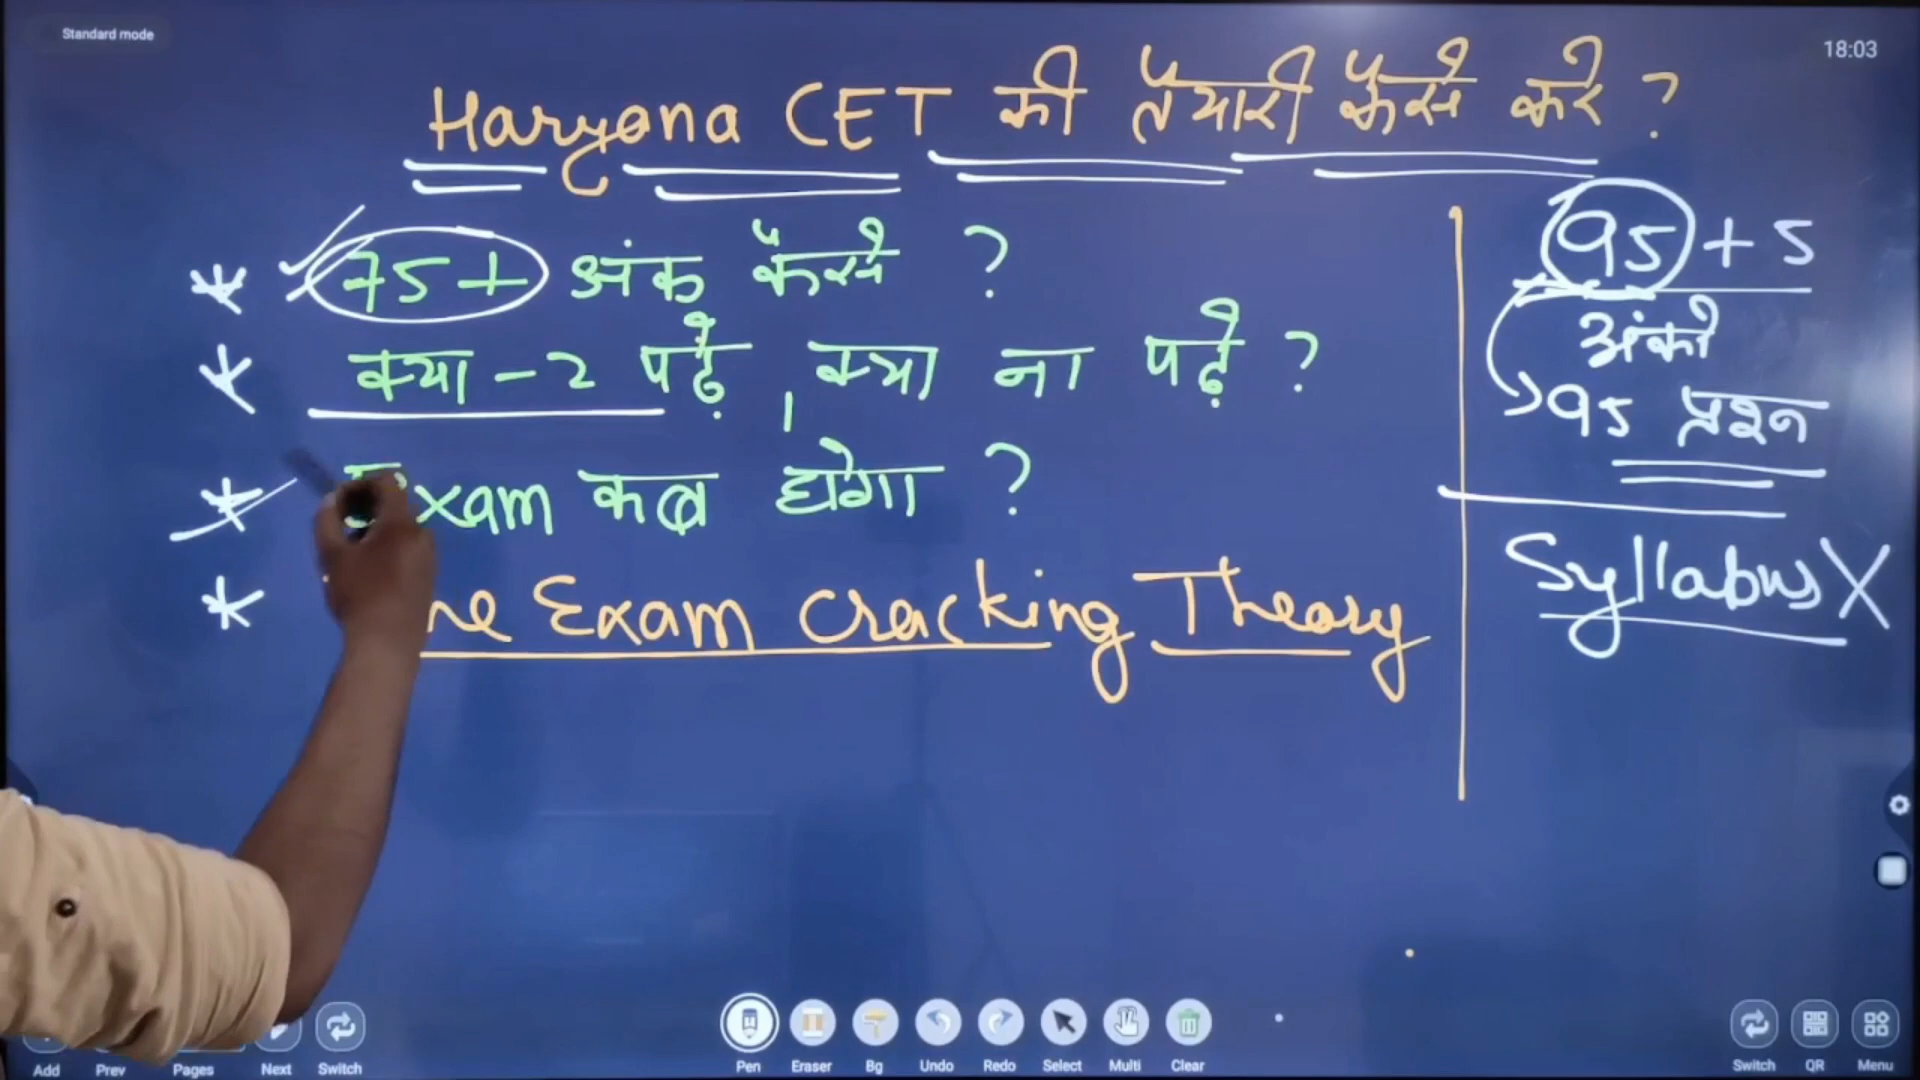 Standard mode
18:03
Haryana CET की तैयारी कैसे करे ?
* 75+ अंक कैसे ?
* क्या-2 पढ़े, क्या ना पढ़े ?
* Exam कब होगा ?
* Exam Cracking Theory
95 + 5
अंको
95 प्रश्न
Syllabus X
Add Prev Pages Next Switch Pen Eraser Bg Undo Redo Select Multi Clear Switch QR Menu